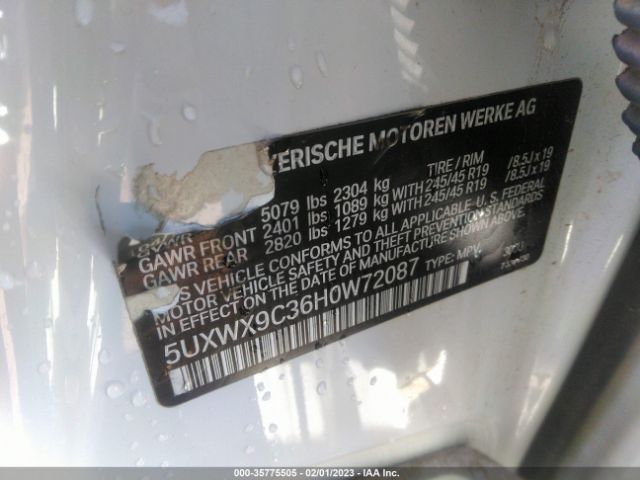 ERISCHE MOTOREN WERKE AG
5079 lbs 2304 kg TIRE / RIM
GAWR FRONT 2401 lbs 1089 kg WITH 245/45 R19 / 8.5J x 19
GAWR REAR 2820 lbs 1279 kg WITH 245/45 R19 / 8.5J x 19
THIS VEHICLE CONFORMS TO ALL APPLICABLE U.S. FEDERAL
MOTOR VEHICLE SAFETY AND THEFT PREVENTION STANDARDS
IN EFFECT ON THE DATE OF MANUFACTURE SHOWN ABOVE.
5UXWX9C36H0W72087 TYPE: MPV
000-35775505 - 02/01/2023 - IAA Inc.